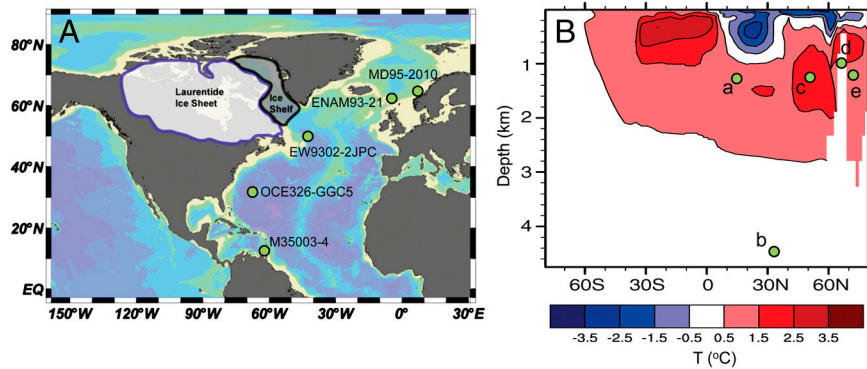 A
80°N
60°N
40°N
20°N
EQ
150°W
120°W
90°W
60°W
30°W
0°
30°E
Laurentide
Ice Sheet
Ice
Shelf
MD95-2010
ENAM93-21
EW9302-2JPC
OCE326-GGC5
M35003-4
B
Depth (km)
1
2
3
4
a
b
c
d
e
60S
30S
0
30N
60N
-3.5
-2.5
-1.5
-0.5
0.5
1.5
2.5
3.5
T (°C)